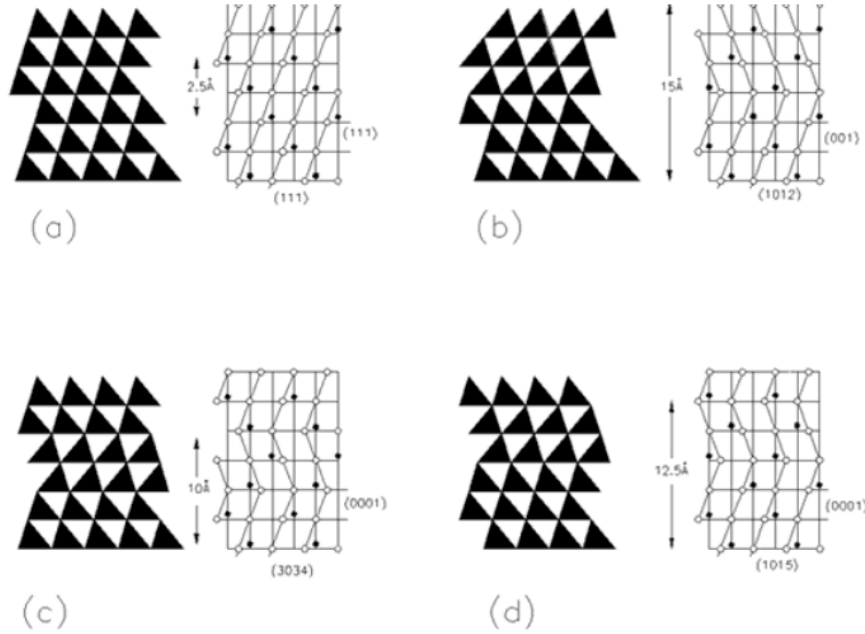 2.5Å
(111)
(111)
(a)
15Å
(001)
(1012)
(b)
10Å
(0001)
(3034)
(c)
12.5Å
(0001)
(1015)
(d)